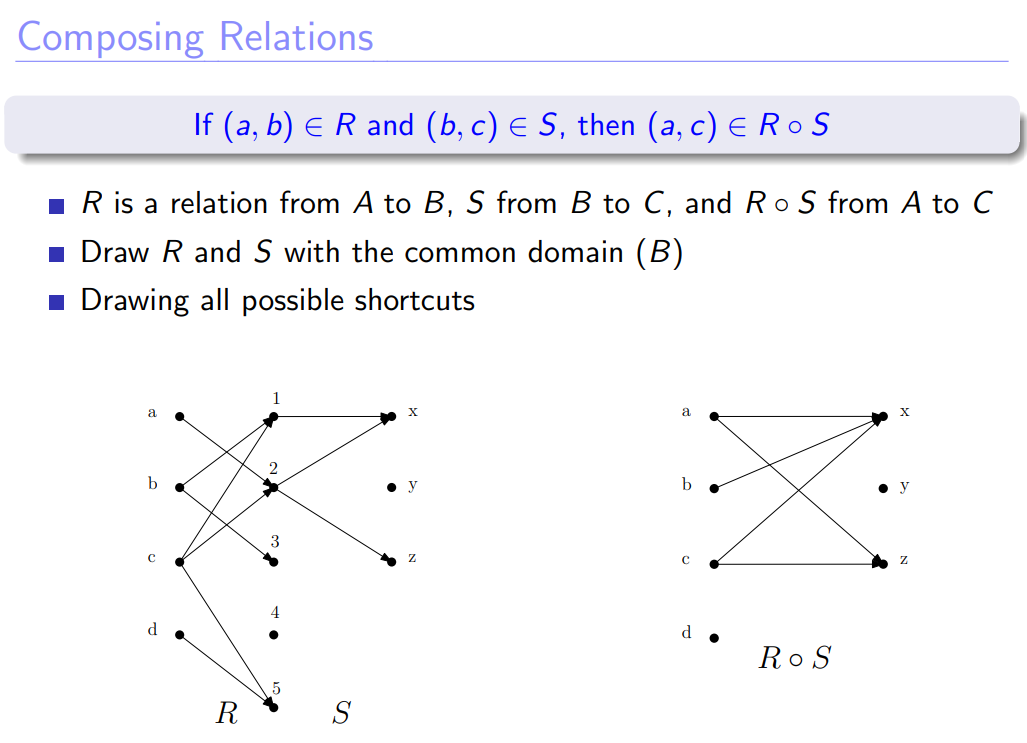 Composing Relations
If (a, b) ∈ R and (b, c) ∈ S, then (a, c) ∈ R ∘ S
R is a relation from A to B, S from B to C, and R ∘ S from A to C
Draw R and S with the common domain (B)
Drawing all possible shortcuts
a
b
c
d
1
2
3
4
5
x
y
z
R
S
a
b
c
d
x
y
z
R ∘ S